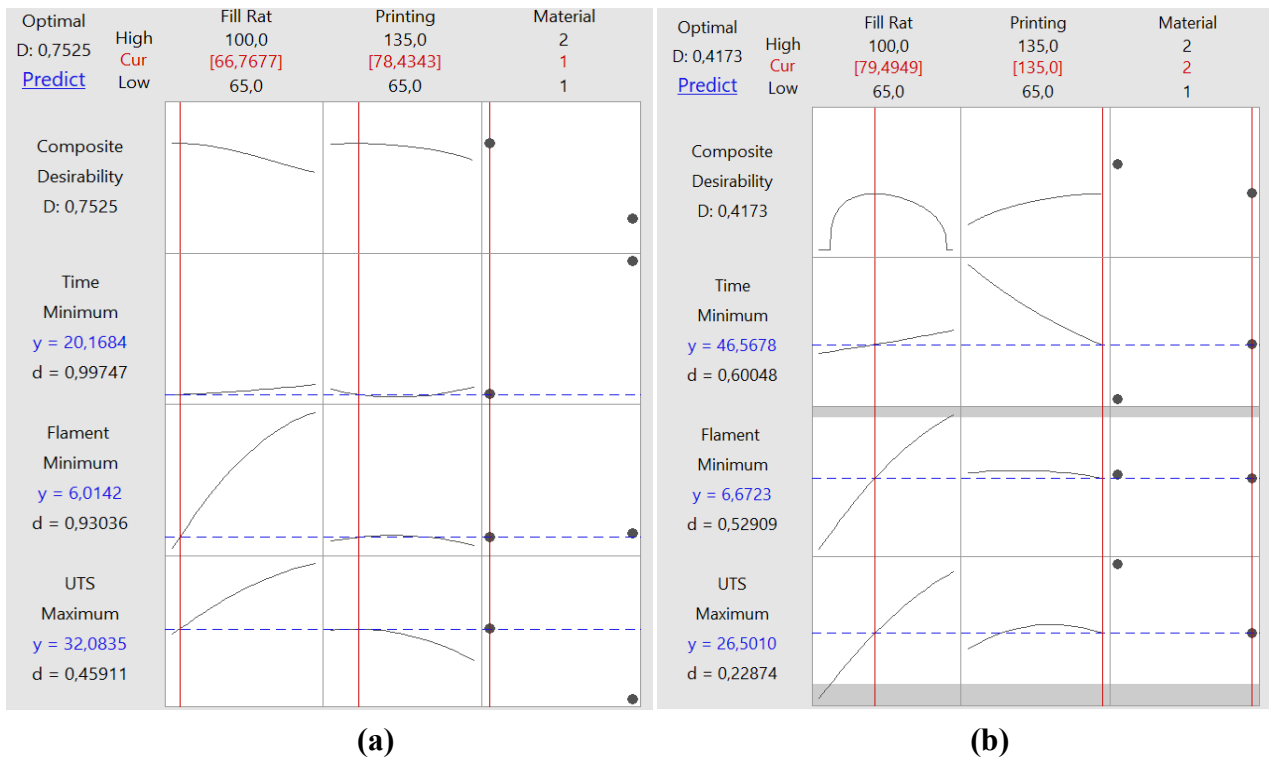 Optimal
D: 0,7525
Predict
High
Cur
Low
Fill Rat
100,0
[66,7677]
65,0
Printing
135,0
[78,4343]
65,0
Material
2
1
1
Composite
Desirability
D: 0,7525
Time
Minimum
y = 20,1684
d = 0,99747
Flament
Minimum
y = 6,0142
d = 0,93036
UTS
Maximum
y = 32,0835
d = 0,45911
(a)
Optimal
D: 0,4173
Predict
High
Cur
Low
Fill Rat
100,0
[79,4949]
65,0
Printing
135,0
[135,0]
65,0
Material
2
2
1
Composite
Desirability
D: 0,4173
Time
Minimum
y = 46,5678
d = 0,60048
Flament
Minimum
y = 6,6723
d = 0,52909
UTS
Maximum
y = 26,5010
d = 0,22874
(b)